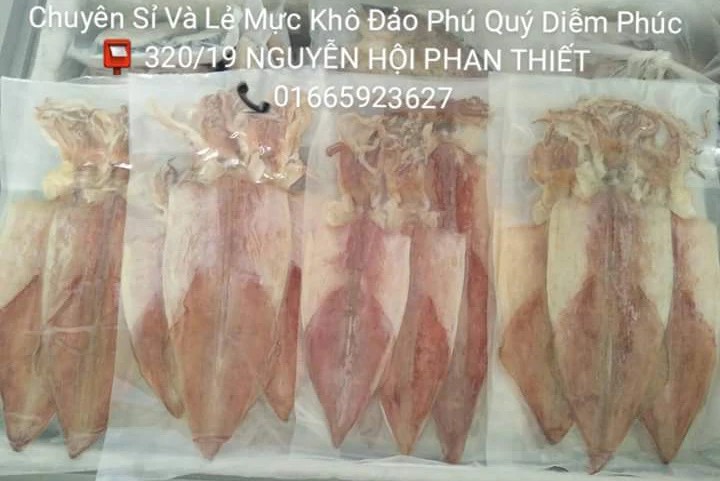 Chuyên Sỉ Và Lẻ Mực Khô Đảo Phú Quý Diễm Phúc
320/19 NGUYỄN HỘI PHAN THIẾT
01665923627